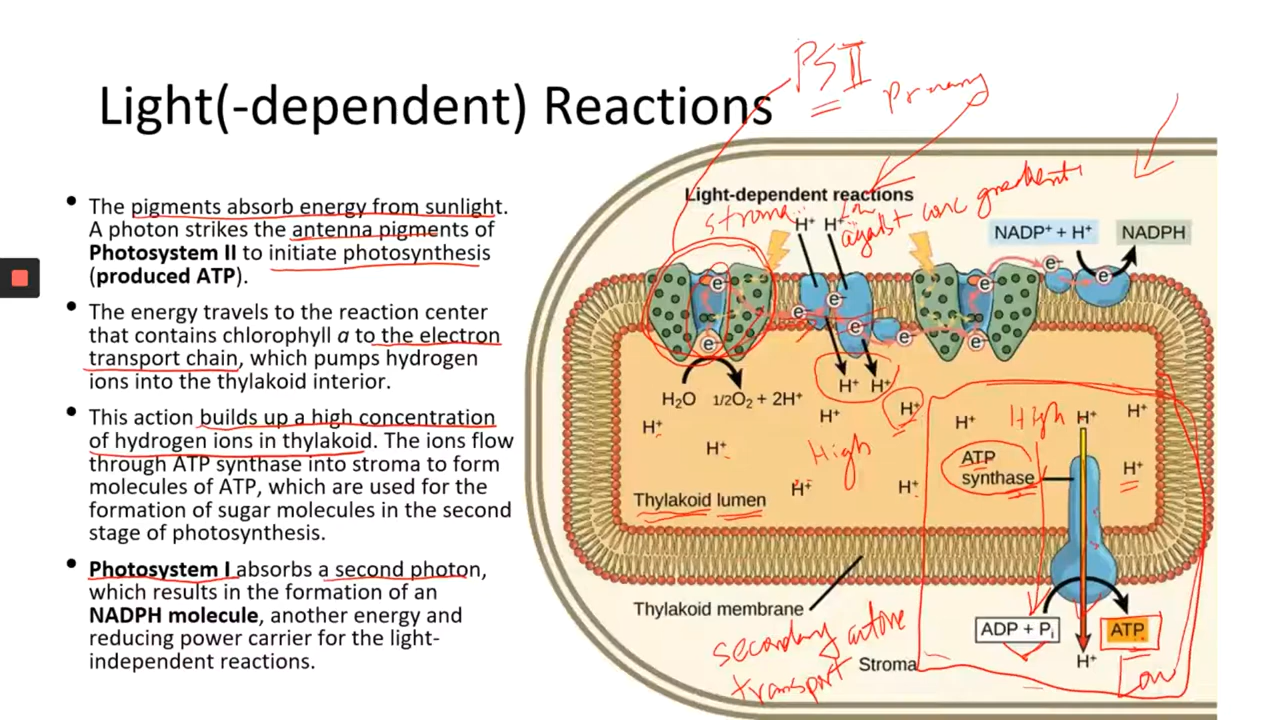 Light(-dependent) Reactions
PSII
Primary
• The pigments absorb energy from sunlight.
A photon strikes the antenna pigments of
Photosystem II to initiate photosynthesis
(produced ATP).
• The energy travels to the reaction center
that contains chlorophyll a to the electron
transport chain, which pumps hydrogen
ions into the thylakoid interior.
• This action builds up a high concentration
of hydrogen ions in thylakoid. The ions flow
through ATP synthase into stroma to form
molecules of ATP, which are used for the
formation of sugar molecules in the second
stage of photosynthesis.
• Photosystem I absorbs a second photon,
which results in the formation of an
NADPH molecule, another energy and
reducing power carrier for the light-
independent reactions.
Light-dependent reactions
stroma
Low
against conc gradient
H⁺ H⁺
NADP⁺ + H⁺
NADPH
e⁻
e⁻
e⁻
e⁻
e⁻
e⁻
e⁻
e⁻
e⁻
e⁻
H₂O
1/2O₂ + 2H⁺
H⁺ H⁺
H⁺
H⁺
H⁺
H⁺
H⁺
H⁺
High
Thylakoid lumen
H⁺
High
H⁺
H⁺
ATP
synthase
H⁺
Thylakoid membrane
ADP + Pᵢ
ATP
H⁺
Low
secondary active
transport
Stroma